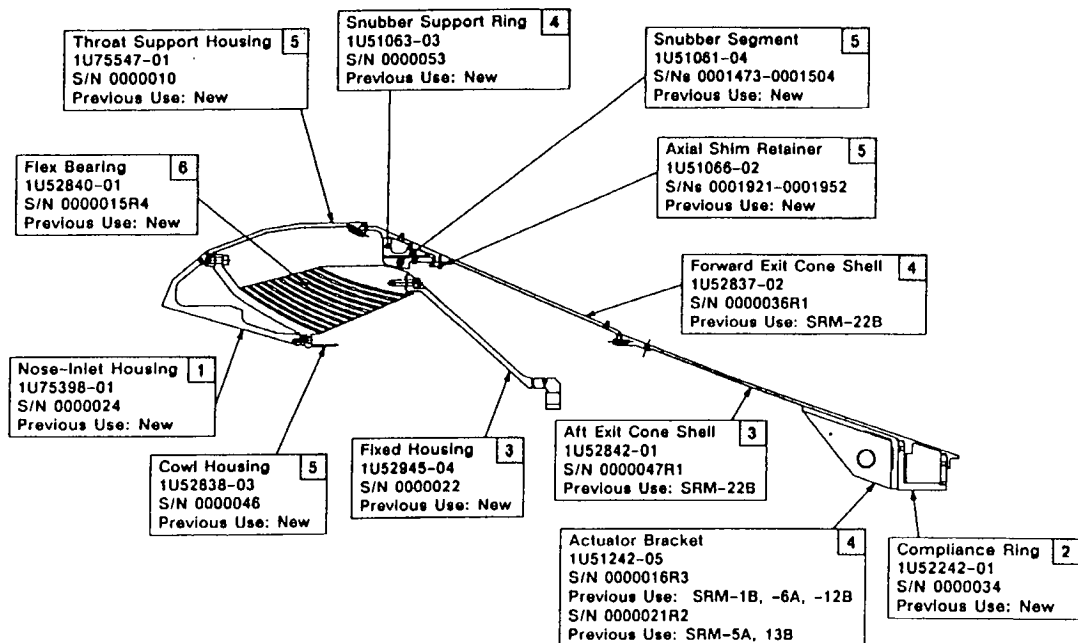 Throat Support Housing 5
1U75547-01
S/N 0000010
Previous Use: New
Snubber Support Ring 4
1U51063-03
S/N 0000053
Previous Use: New
Snubber Segment 5
1U51061-04
S/Ns 0001473-0001504
Previous Use: New
Flex Bearing 6
1U52840-01
S/N 0000015R4
Previous Use: New
Axial Shim Retainer 5
1U51066-02
S/Ns 0001921-0001952
Previous Use: New
Forward Exit Cone Shell 4
1U52837-02
S/N 0000036R1
Previous Use: SRM-22B
Nose-Inlet Housing 1
1U75398-01
S/N 0000024
Previous Use: New
Cowl Housing 5
1U52838-03
S/N 0000046
Previous Use: New
Fixed Housing 3
1U52945-04
S/N 0000022
Previous Use: New
Aft Exit Cone Shell 3
1U52842-01
S/N 0000047R1
Previous Use: SRM-22B
Actuator Bracket 4
1U51242-05
S/N 0000016R3
Previous Use: SRM-1B, -6A, -12B
S/N 0000021R2
Previous Use: SRM-5A, 13B
Compliance Ring 2
1U52242-01
S/N 0000034
Previous Use: New